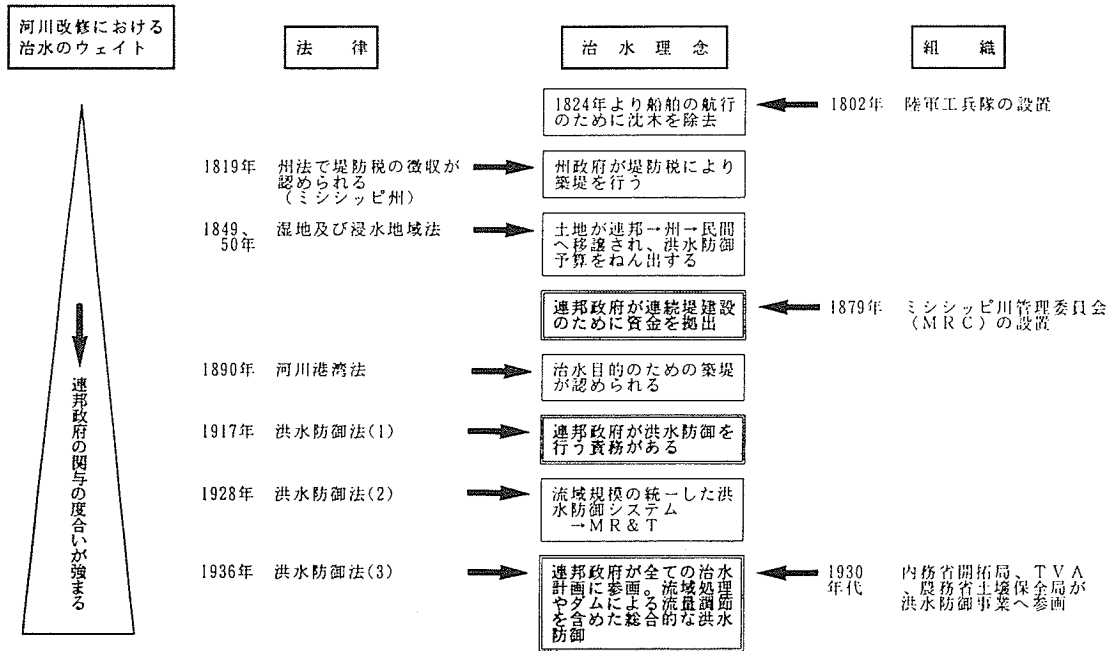 河川改修における
治水のウェイト
法 律
治 水 理 念
組 織
1824年より船舶の航行
のために沈木を除去
1802年 陸軍工兵隊の設置
1819年 州法で堤防税の徴収が
認められる
(ミシシッピ州)
州政府が堤防税により
築堤を行う
1849、
50年
湿地及び浸水地域法
土地が連邦→州→民間
へ移譲され、洪水防御
予算をねん出する
連邦政府が連続堤建設
のために資金を拠出
1879年 ミシシッピ川管理委員会
(MRC)の設置
1890年 河川港湾法
治水目的のための築堤
が認められる
1917年 洪水防御法(1)
連邦政府が洪水防御を
行う責務がある
1928年 洪水防御法(2)
流域規模の統一した洪
水防御システム
→MR&T
1936年 洪水防御法(3)
連邦政府が全ての治水
計画に参画。流域処理
やダムによる流量調節
を含めた総合的な洪水
防御
1930
年代
内務省開拓局、TVA
、農務省土壌保全局が
洪水防御事業へ参画
連邦政府の関与の度合いが強まる